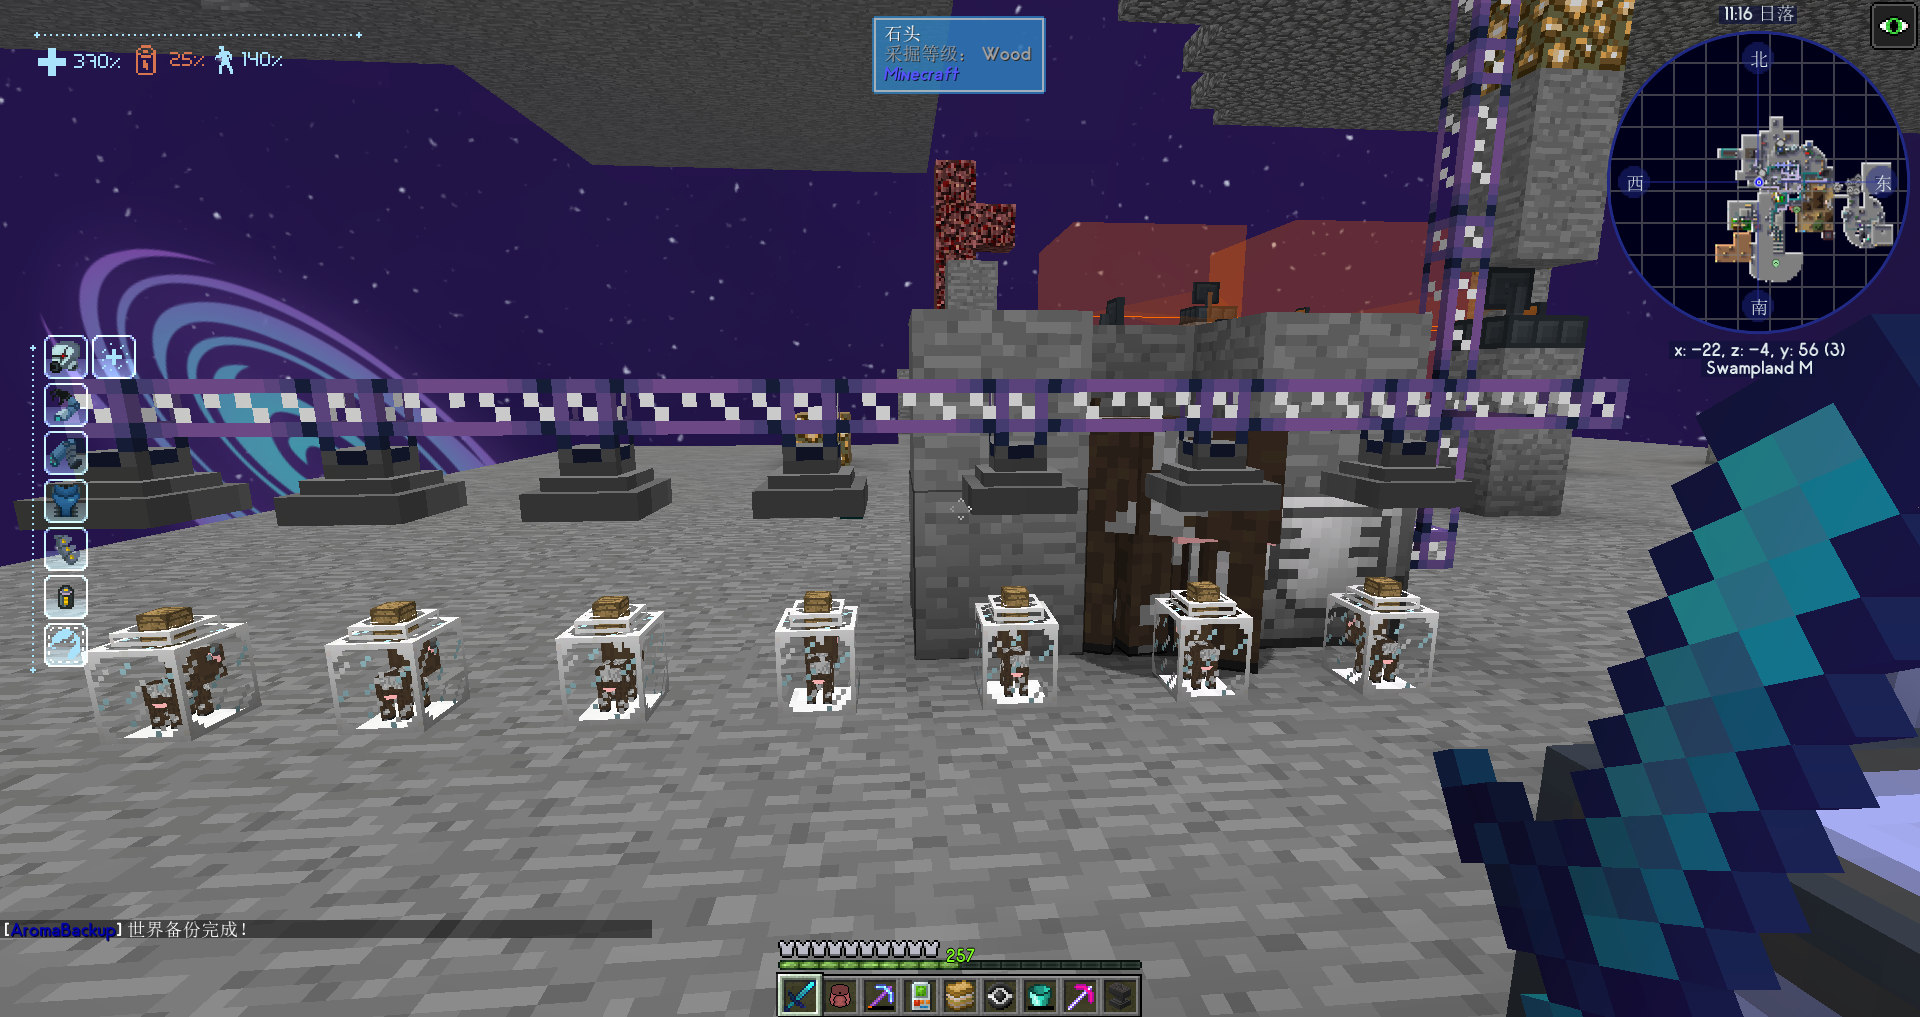 370% 25% 140%
石头
采掘等级: Wood
Minecraft
11:16 日落
北
西
东
南
x: -22, z: -4, y: 56 (3)
Swampland M
[AromaBackup] 世界备份完成!
257